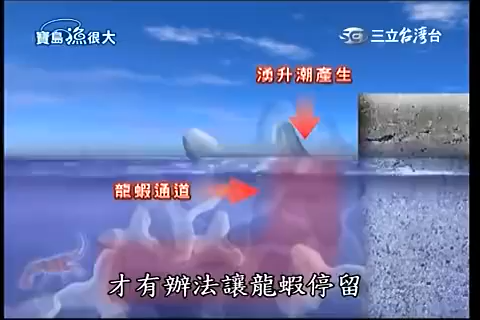 寶島漁很大
三立台灣台
湧升潮產生
龍蝦通道
才有辦法讓龍蝦停留